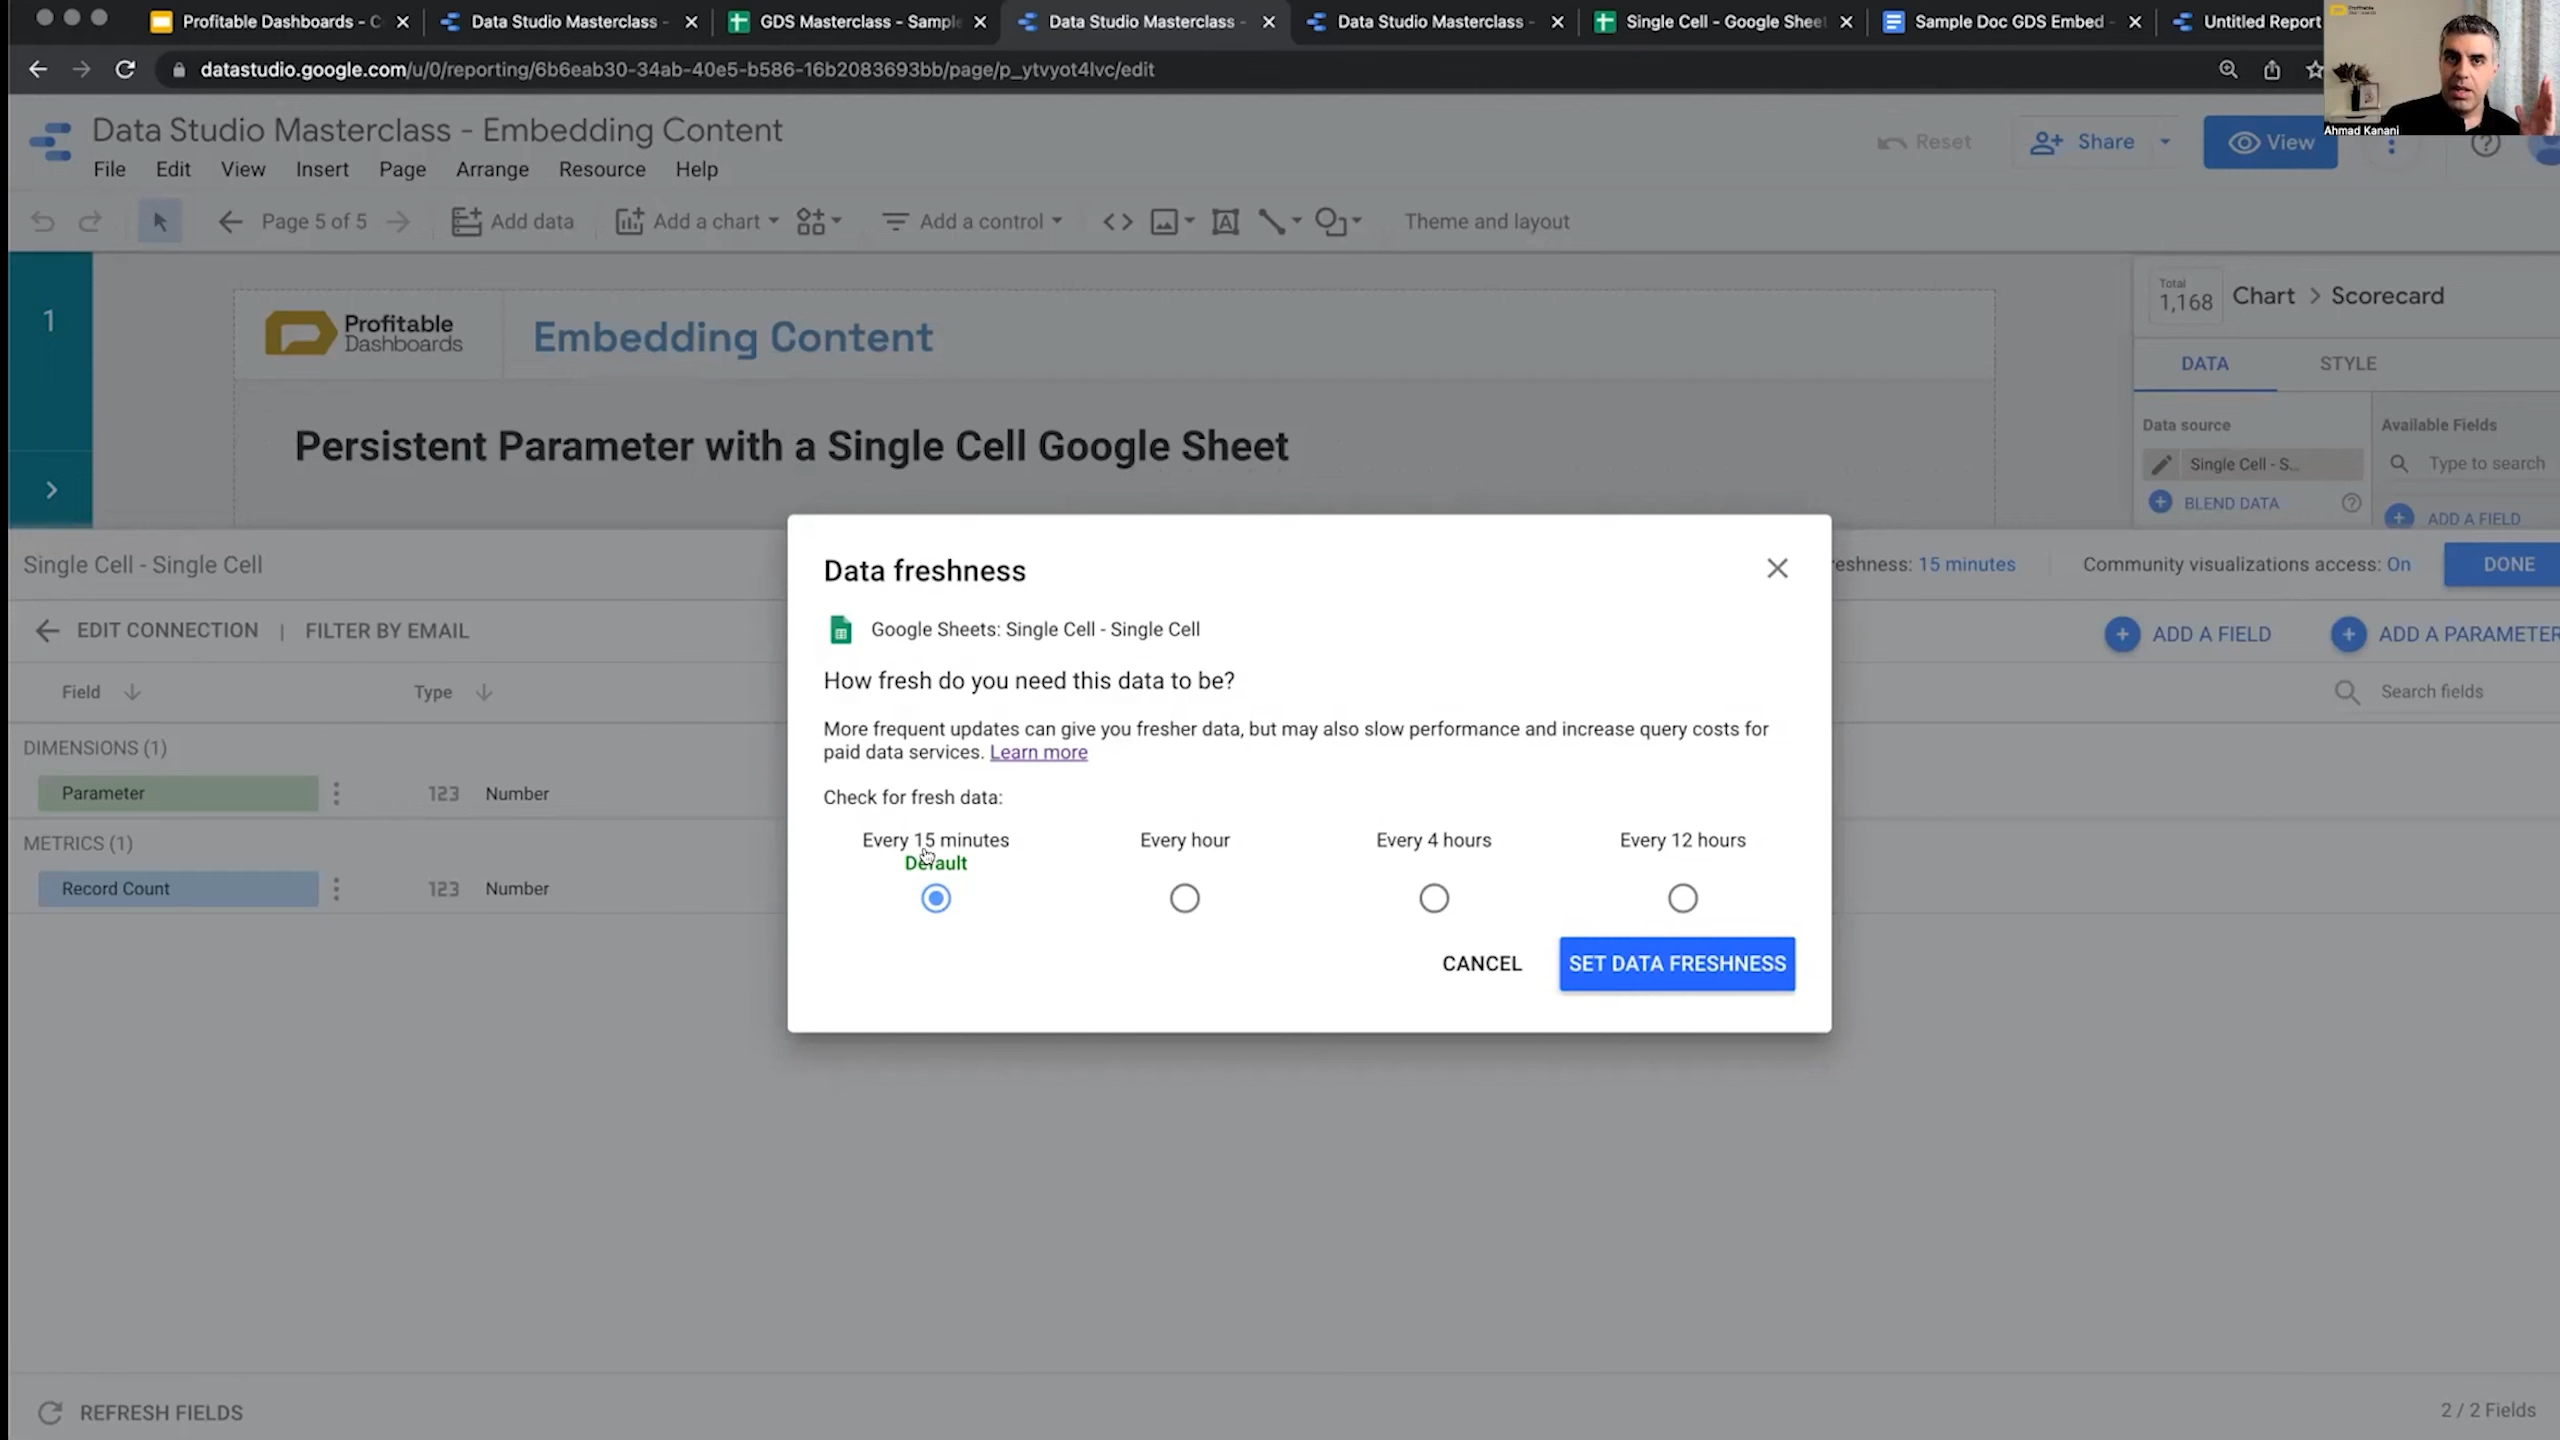 Profitable Dashboards - C
Data Studio Masterclass -
GDS Masterclass - Sample
Data Studio Masterclass -
Data Studio Masterclass -
Single Cell - Google Sheet
Sample Doc GDS Embed -
Untitled Report
datastudio.google.com/u/0/reporting/6b6eab30-34ab-40e5-b586-16b2083693bb/page/p_ytvyot4lvc/edit
Ahmad Kanani
Data Studio Masterclass - Embedding Content
File Edit View Insert Page Arrange Resource Help
Reset
Share
View
Page 5 of 5
Add data
Add a chart
Add a control
Theme and layout
1
Profitable
Dashboards
Embedding Content
Persistent Parameter with a Single Cell Google Sheet
Total
1,168
Chart > Scorecard
DATA STYLE
Data source
Available Fields
Single Cell - S...
Type to search
BLEND DATA
ADD A FIELD
Single Cell - Single Cell
eshness: 15 minutes
Community visualizations access: On
DONE
EDIT CONNECTION | FILTER BY EMAIL
ADD A FIELD
ADD A PARAMETER
Field
Type
Search fields
DIMENSIONS (1)
Parameter
123 Number
METRICS (1)
Record Count
123 Number
Data freshness
Google Sheets: Single Cell - Single Cell
How fresh do you need this data to be?
More frequent updates can give you fresher data, but may also slow performance and increase query costs for
paid data services. Learn more
Check for fresh data:
Every 15 minutes
Default
Every hour
Every 4 hours
Every 12 hours
CANCEL
SET DATA FRESHNESS
REFRESH FIELDS
2 / 2 Fields